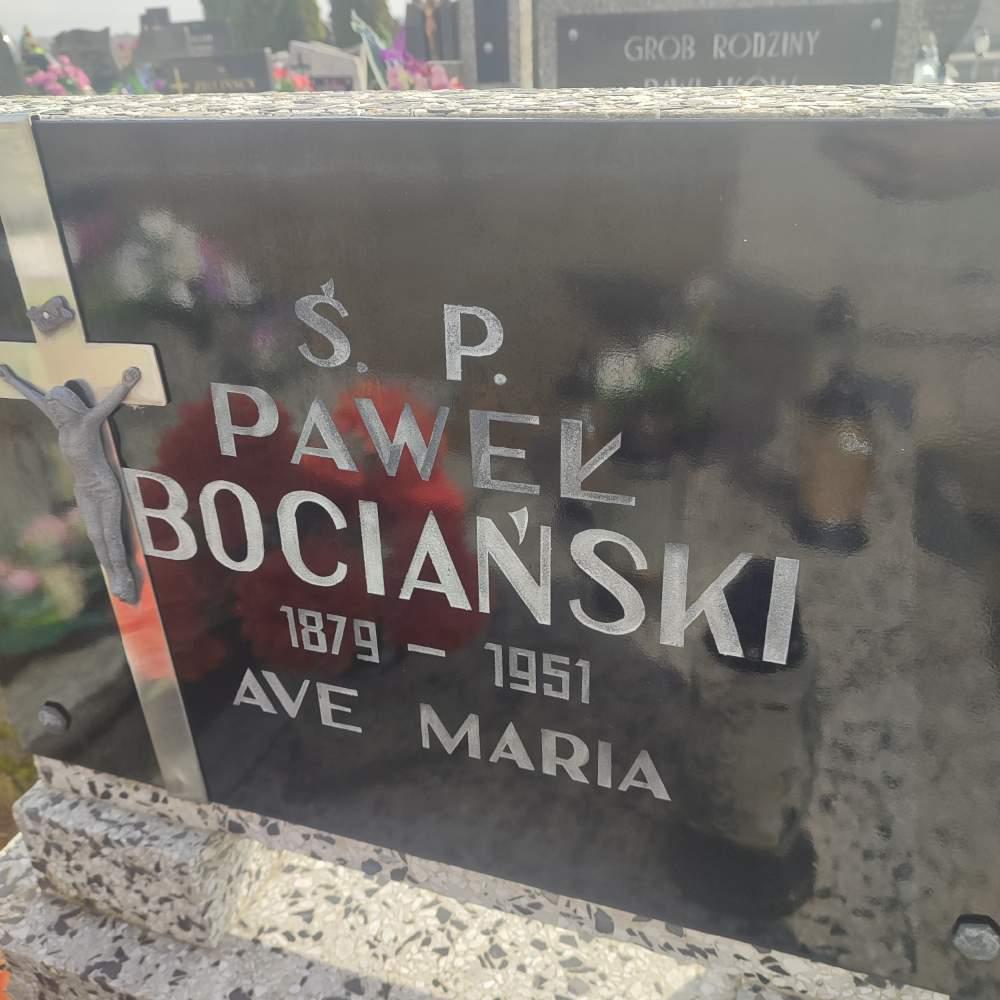 GROB RODZINY
Ś. P.
PAWEŁ
BOCIAŃSKI
1879 – 1951
AVE MARIA